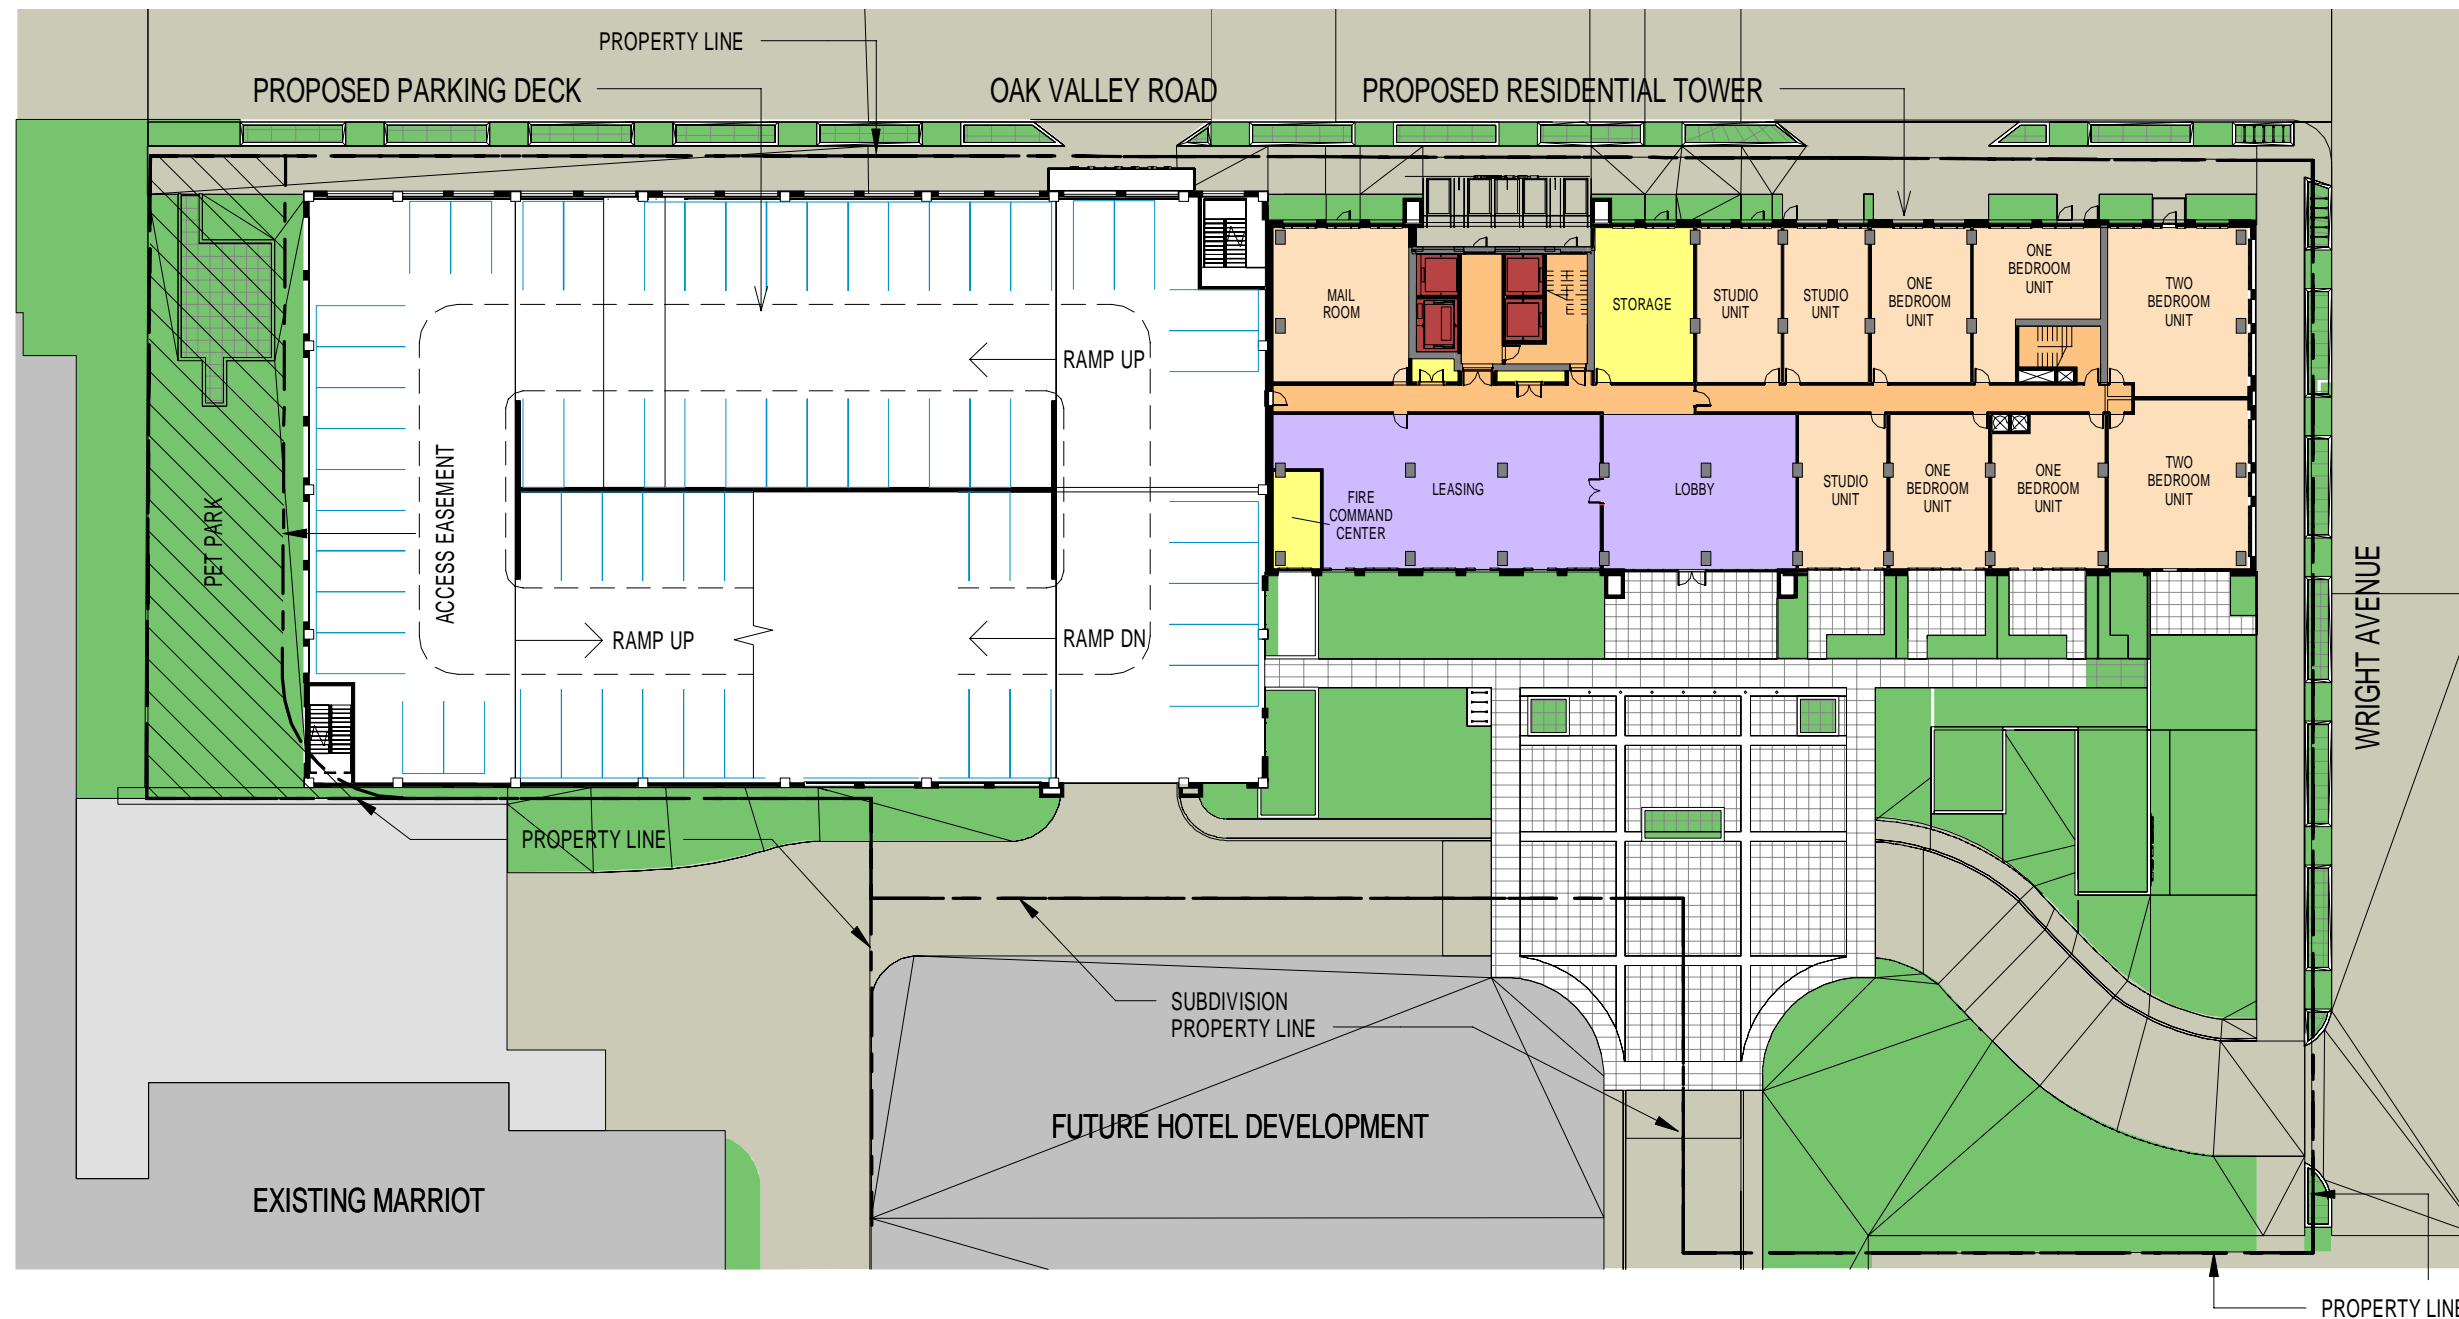 PROPERTY LINE
PROPOSED PARKING DECK
OAK VALLEY ROAD
PROPOSED RESIDENTIAL TOWER
MAIL
ROOM
STORAGE
STUDIO
UNIT
STUDIO
UNIT
ONE
BEDROOM
UNIT
ONE
BEDROOM
UNIT
TWO
BEDROOM
UNIT
RAMP UP
ACCESS EASEMENT
PET PARK
RAMP UP
RAMP DN
FIRE
COMMAND
CENTER
LEASING
LOBBY
STUDIO
UNIT
ONE
BEDROOM
UNIT
ONE
BEDROOM
UNIT
TWO
BEDROOM
UNIT
WRIGHT AVENUE
PROPERTY LINE
SUBDIVISION
PROPERTY LINE
FUTURE HOTEL DEVELOPMENT
EXISTING MARRIOT
PROPERTY LINE